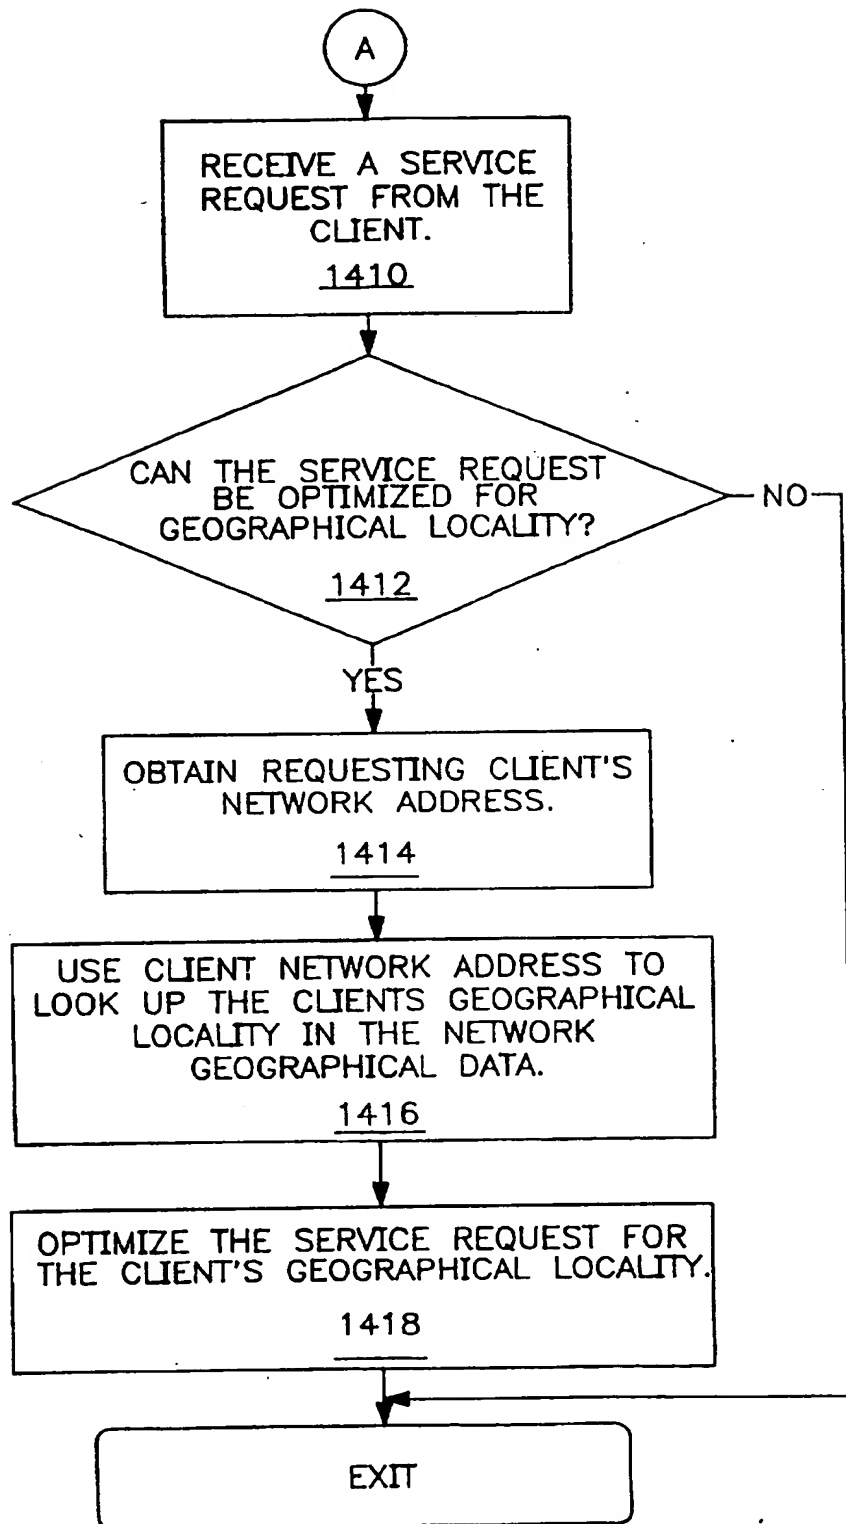 A
RECEIVE A SERVICE
REQUEST FROM THE
CLIENT.
1410
CAN THE SERVICE REQUEST
BE OPTIMIZED FOR
GEOGRAPHICAL LOCALITY?
1412
NO
YES
OBTAIN REQUESTING CLIENT'S
NETWORK ADDRESS.
1414
USE CLIENT NETWORK ADDRESS TO
LOOK UP THE CLIENTS GEOGRAPHICAL
LOCALITY IN THE NETWORK
GEOGRAPHICAL DATA.
1416
OPTIMIZE THE SERVICE REQUEST FOR
THE CLIENT'S GEOGRAPHICAL LOCALITY.
1418
EXIT